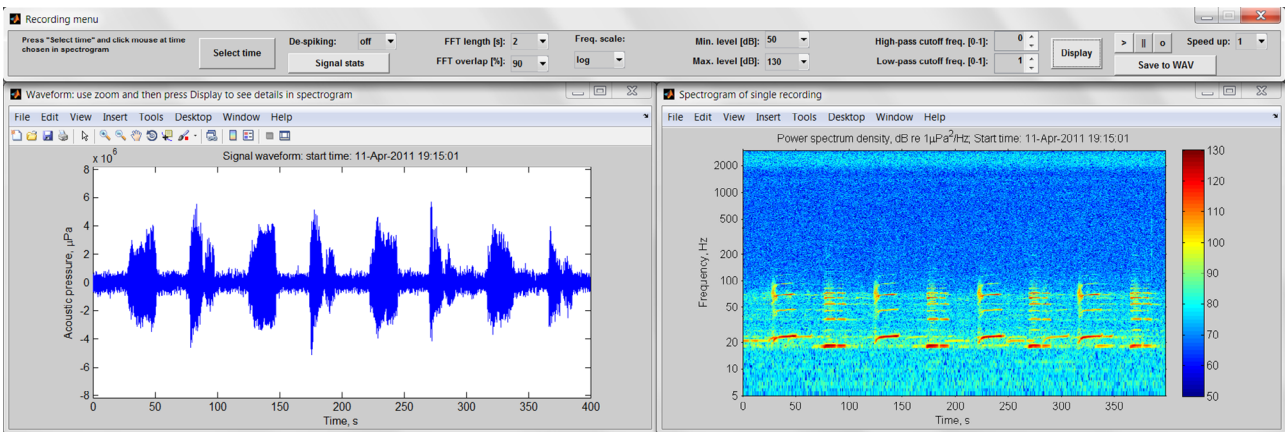 Recording menu
Press "Select time" and click mouse at time
chosen in spectrogram
Select time
De-spiking: off
Signal stats
FFT length [s]: 2
FFT overlap [%]: 90
Freq. scale:
log
Min. level [dB]: 50
Max. level [dB]: 130
High-pass cutoff freq. [0-1]: 0
Low-pass cutoff freq. [0-1]: 1
Display
> || o Speed up: 1
Save to WAV
Waveform: use zoom and then press Display to see details in spectrogram
File Edit View Insert Tools Desktop Window Help
x 10^6
Signal waveform: start time: 11-Apr-2011 19:15:01
8
6
4
2
0
-2
-4
-6
-8
Acoustic pressure, µPa
0 50 100 150 200 250 300 350 400
Time, s
Spectrogram of single recording
File Edit View Insert Tools Desktop Window Help
Power spectrum density, dB re 1µPa²/Hz; Start time: 11-Apr-2011 19:15:01
2000
1000
500
200
100
50
20
10
5
Frequency, Hz
0 50 100 150 200 250 300 350
Time, s
130
120
110
100
90
80
70
60
50